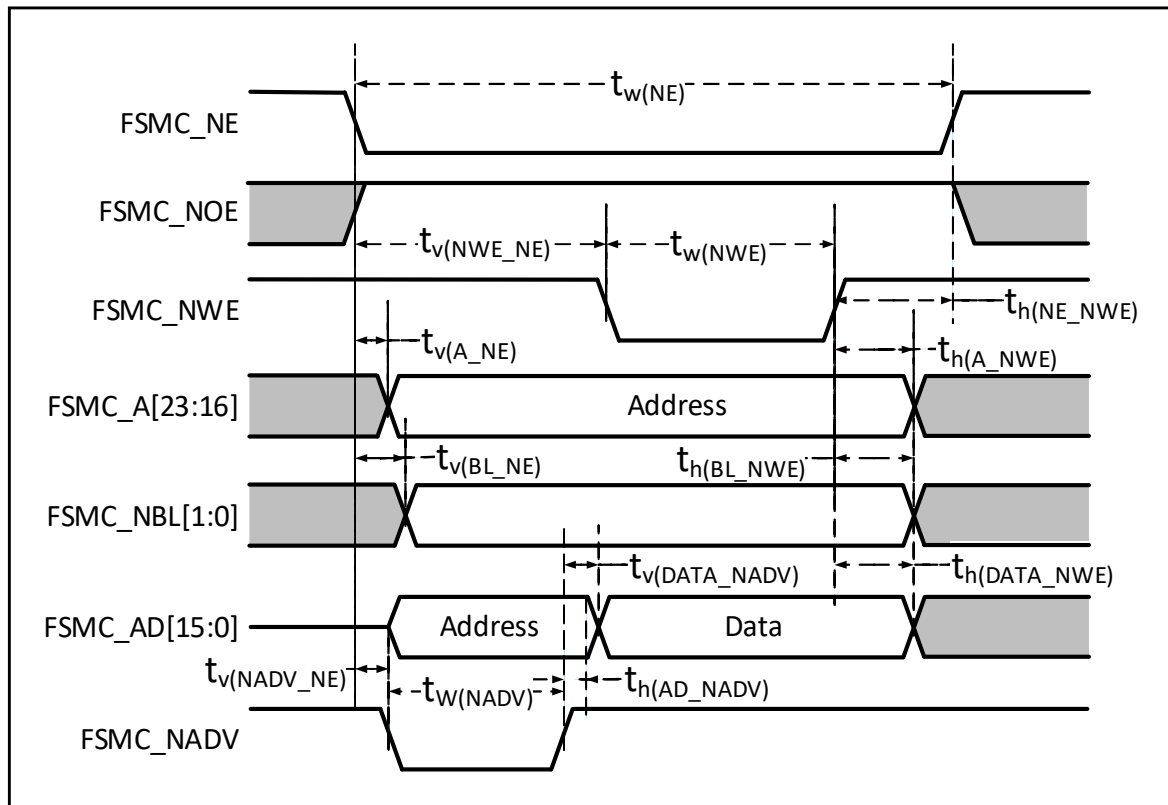 tw(NE)
FSMC_NE
FSMC_NOE
tv(NWE_NE)
tw(NWE)
FSMC_NWE
th(NE_NWE)
tv(A_NE)
th(A_NWE)
FSMC_A[23:16]
Address
tv(BL_NE)
th(BL_NWE)
FSMC_NBL[1:0]
tv(DATA_NADV)
th(DATA_NWE)
FSMC_AD[15:0]
Address
Data
tv(NADV_NE)
tW(NADV)
th(AD_NADV)
FSMC_NADV